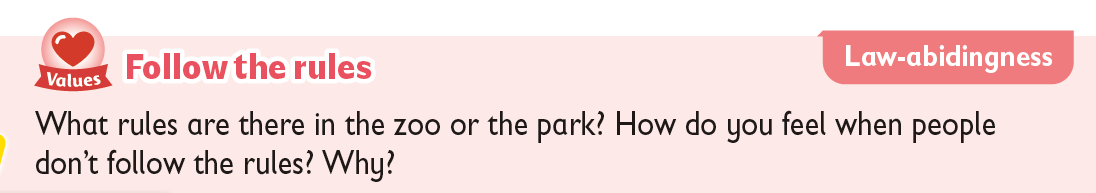 Values
Follow the rules
Law-abidingness
What rules are there in the zoo or the park? How do you feel when people
don't follow the rules? Why?